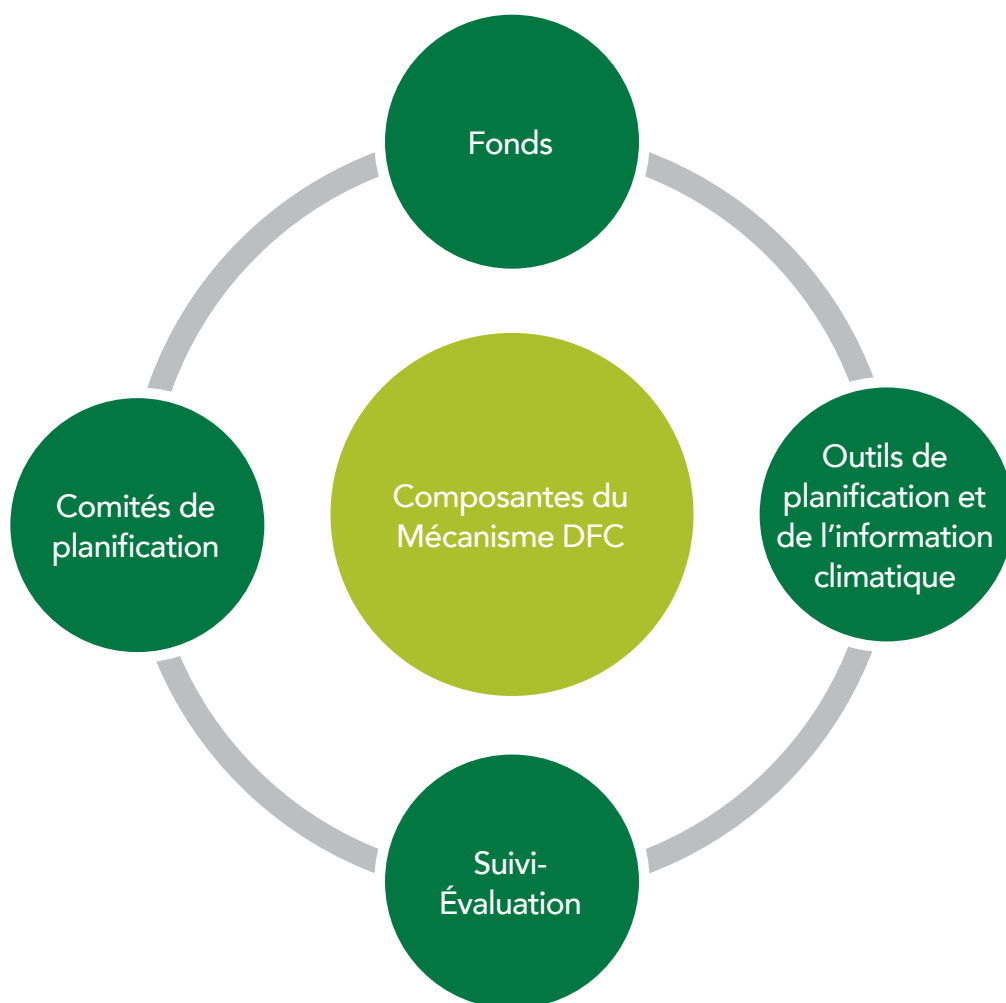 Fonds
Composantes du
Mécanisme DFC
Outils de
planification et
de l'information
climatique
Suivi-
Évaluation
Comités de
planification